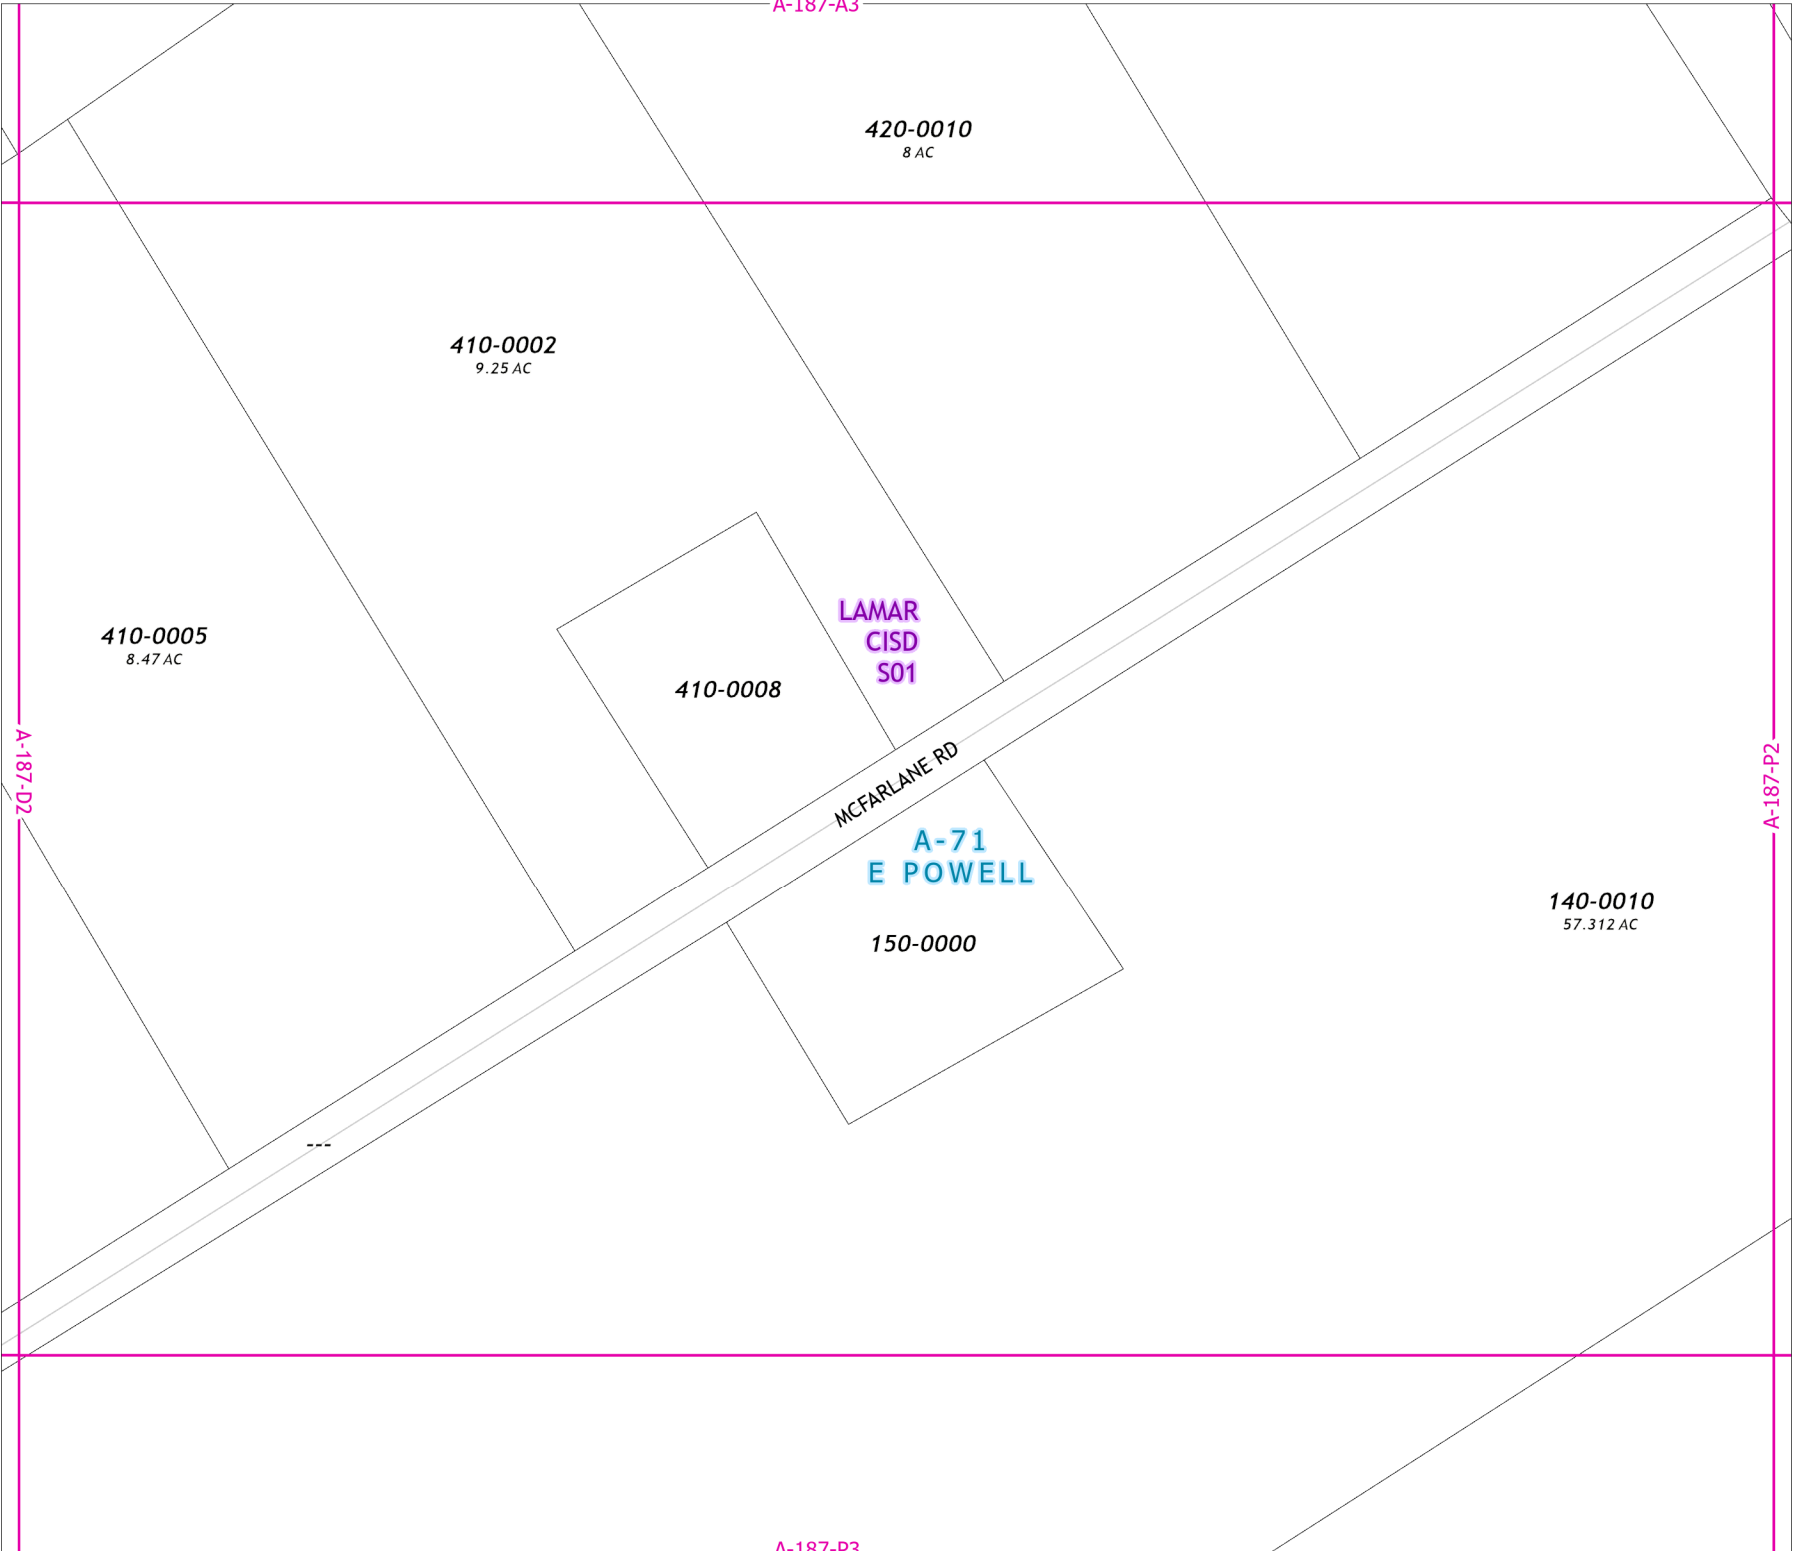 A-187-A3
420-0010
8 AC
410-0002
9.25 AC
LAMAR
CISD
S01
410-0005
8.47 AC
410-0008
A-187-D2
MCFARLANE RD
A-187-P2
A-71
E POWELL
140-0010
57.312 AC
150-0000
---
A-187-P3